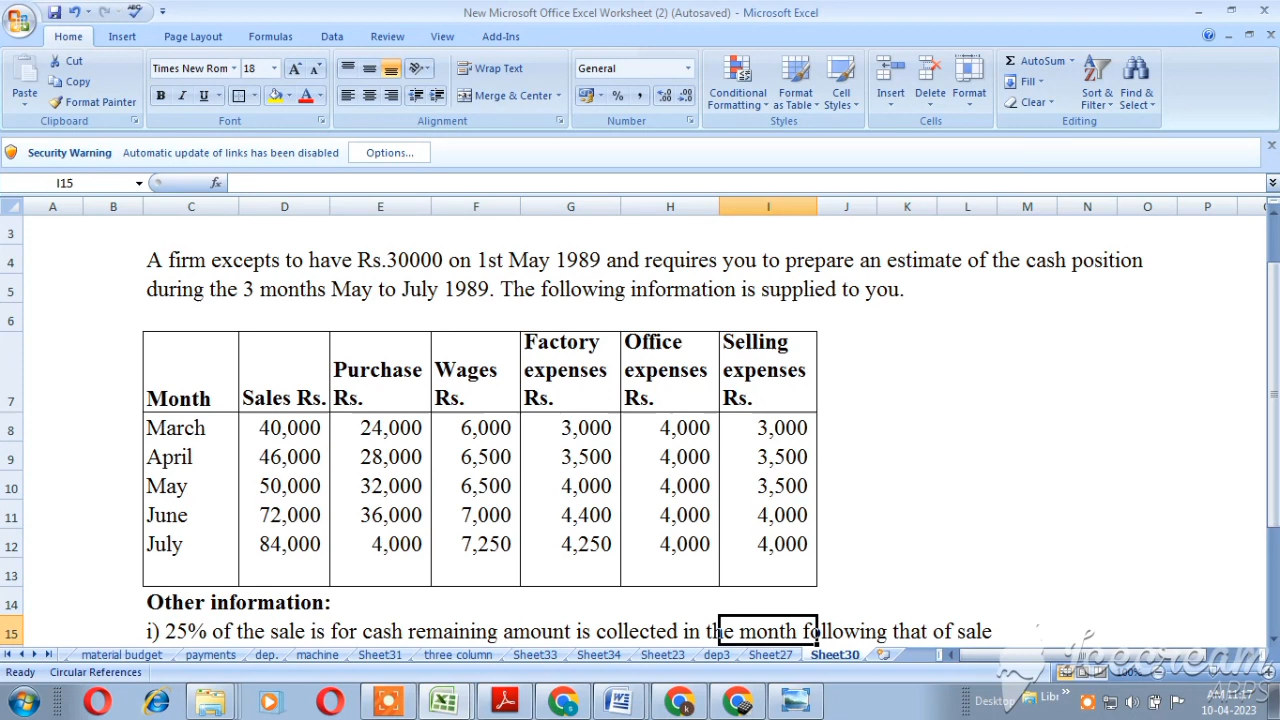 New Microsoft Office Excel Worksheet (2) (Autosaved) - Microsoft Excel
Home Insert Page Layout Formulas Data Review View Add-Ins
Paste Cut Copy Format Painter Clipboard
Times New Rom 18 B I U Font
Wrap Text Merge & Center Alignment
General % , Number
Conditional Formatting Format as Table Cell Styles Styles
Insert Delete Format Cells
Σ AutoSum Fill Clear Sort & Filter Find & Select Editing
Security Warning Automatic update of links has been disabled Options...
I15 fx
A B C D E F G H I J K L M N O P
3
4 A firm excepts to have Rs.30000 on 1st May 1989 and requires you to prepare an estimate of the cash position
5 during the 3 months May to July 1989. The following information is supplied to you.
6
Factory Office Selling
Purchase Wages expenses expenses expenses
7 Month Sales Rs. Rs. Rs. Rs. Rs. Rs.
8 March 40,000 24,000 6,000 3,000 4,000 3,000
9 April 46,000 28,000 6,500 3,500 4,000 3,500
10 May 50,000 32,000 6,500 4,000 4,000 3,500
11 June 72,000 36,000 7,000 4,400 4,000 4,000
12 July 84,000 4,000 7,250 4,250 4,000 4,000
13
14 Other information:
15 i) 25% of the sale is for cash remaining amount is collected in the month following that of sale
material budget payments dep. machine Sheet31 three column Sheet33 Sheet34 Sheet23 dep3 Sheet27 Sheet30
Ready Circular References 100%
Icecream APPS
Desktop Libr » AM 11:17
10-04-2023